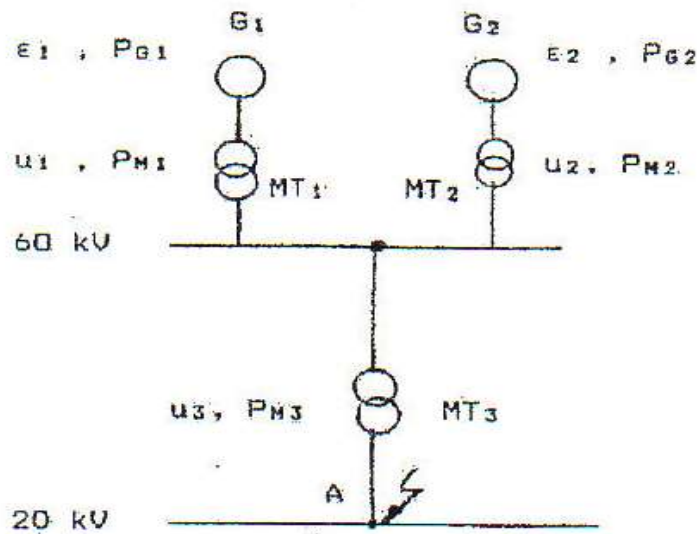 G1 G2
ε1 , PG1 ε2 , PG2
u1 , PM1 MT1 MT2 u2, PM2
60 kV
u3, PM3 MT3
A
20 kV